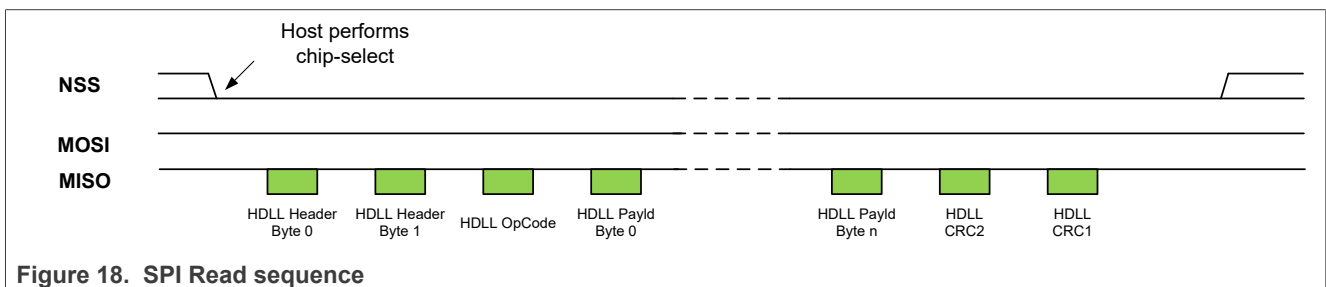 Host performs
chip-select
NSS
MOSI
MISO
HDLL Header
Byte 0
HDLL Header
Byte 1
HDLL OpCode
HDLL Payld
Byte 0
HDLL Payld
Byte n
HDLL
CRC2
HDLL
CRC1
Figure 18. SPI Read sequence